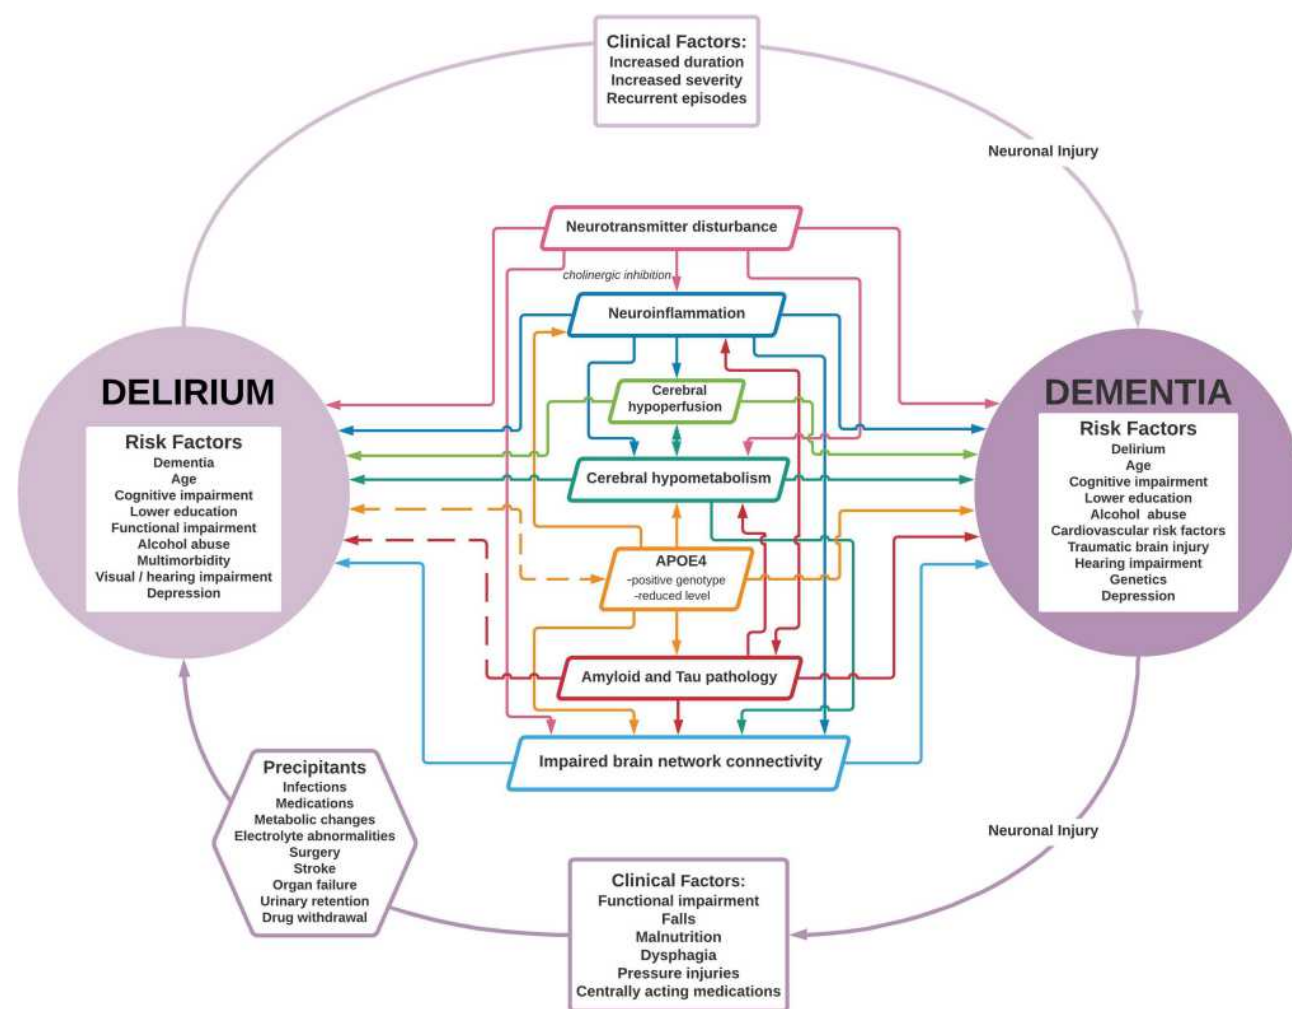 Clinical Factors:
Increased duration
Increased severity
Recurrent episodes
Neuronal Injury
Neurotransmitter disturbance
cholinergic inhibition
Neuroinflammation
Cerebral
hypoperfusion
Cerebral hypometabolism
APOE4
-positive genotype
-reduced level
Amyloid and Tau pathology
Impaired brain network connectivity
DELIRIUM
Risk Factors
Dementia
Age
Cognitive impairment
Lower education
Functional impairment
Alcohol abuse
Multimorbidity
Visual / hearing impairment
Depression
DEMENTIA
Risk Factors
Delirium
Age
Cognitive impairment
Lower education
Alcohol abuse
Cardiovascular risk factors
Traumatic brain injury
Hearing impairment
Genetics
Depression
Precipitants
Infections
Medications
Metabolic changes
Electrolyte abnormalities
Surgery
Stroke
Organ failure
Urinary retention
Drug withdrawal
Neuronal Injury
Clinical Factors:
Functional impairment
Falls
Malnutrition
Dysphagia
Pressure injuries
Centrally acting medications